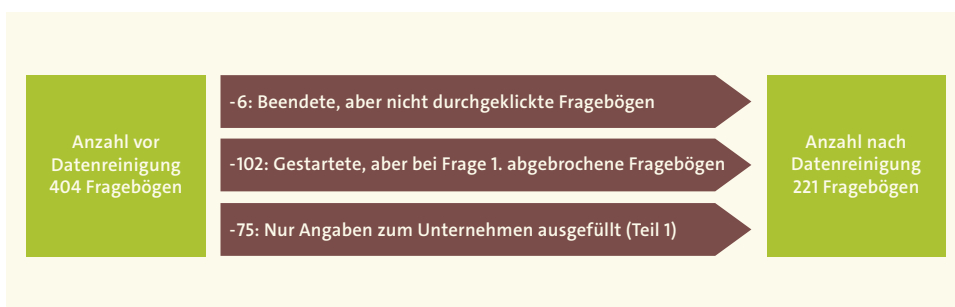 Anzahl vor
Datenreinigung
404 Fragebögen
-6: Beendete, aber nicht durchgeklickte Fragebögen
-102: Gestartete, aber bei Frage 1. abgebrochene Fragebögen
-75: Nur Angaben zum Unternehmen ausgefüllt (Teil 1)
Anzahl nach
Datenreinigung
221 Fragebögen